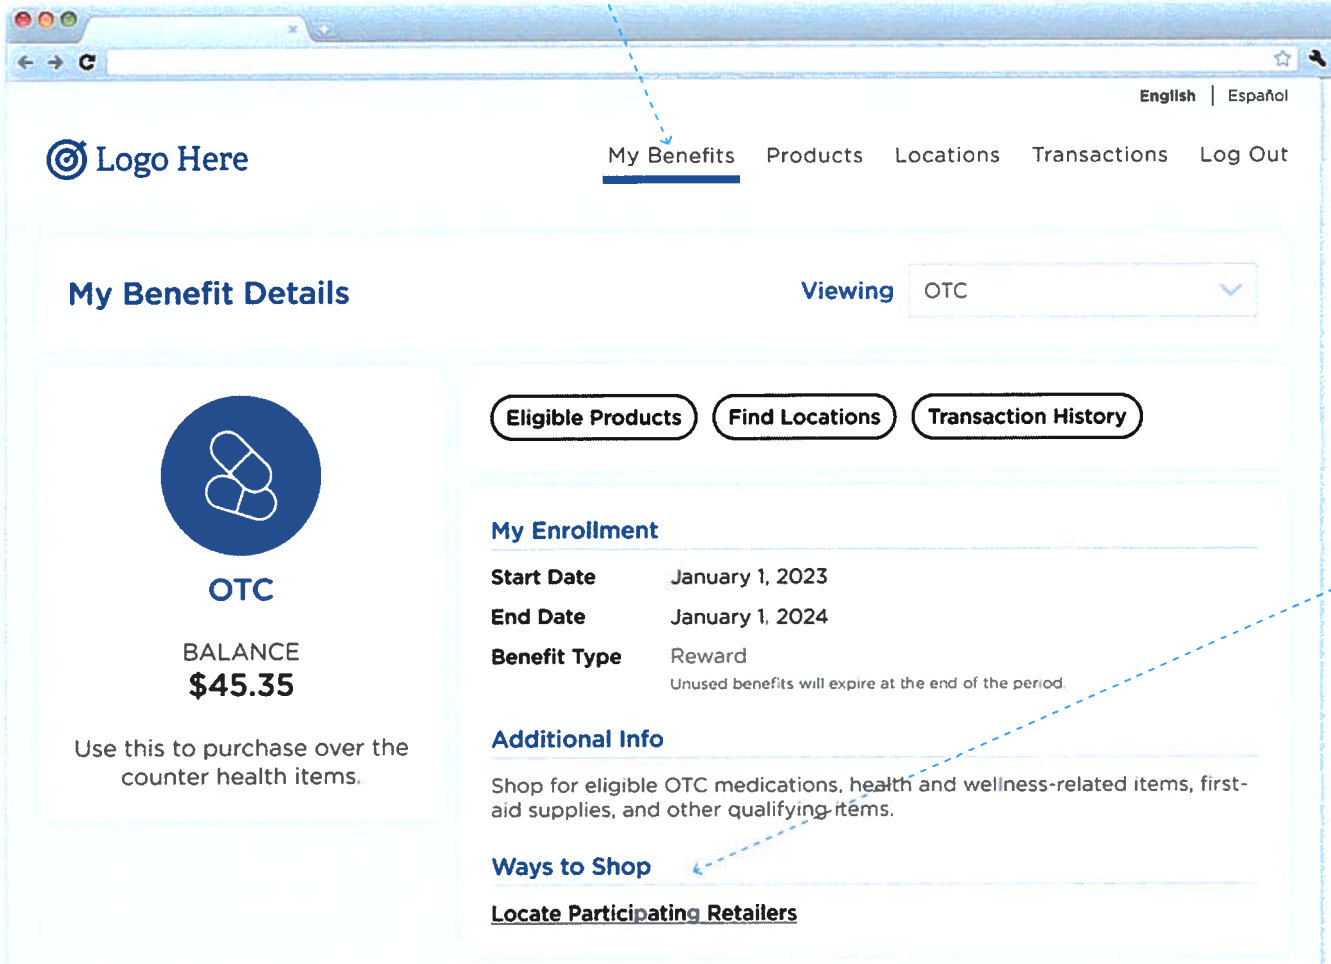 English | Español
Logo Here
My Benefits Products Locations Transactions Log Out
My Benefit Details
Viewing OTC
Eligible Products Find Locations Transaction History
OTC
BALANCE
$45.35
Use this to purchase over the
counter health items.
My Enrollment
Start Date January 1, 2023
End Date January 1, 2024
Benefit Type Reward
Unused benefits will expire at the end of the period.
Additional Info
Shop for eligible OTC medications, health and wellness-related items, first-
aid supplies, and other qualifying items.
Ways to Shop
Locate Participating Retailers